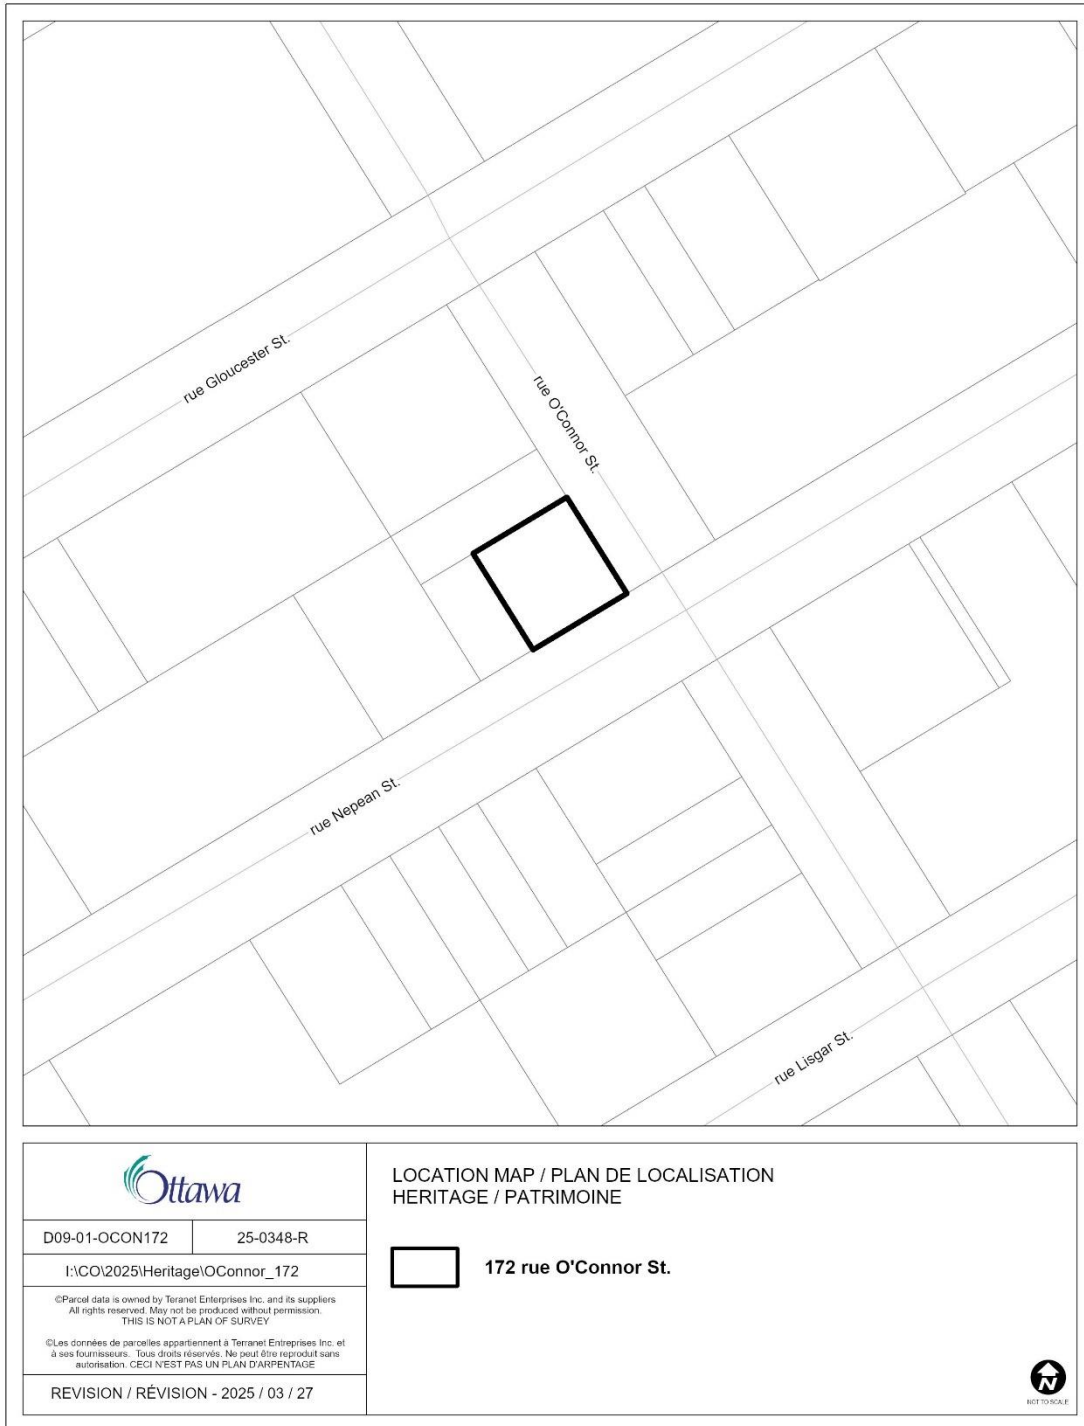 rue Gloucester St.
rue O'Connor St.
rue Nepean St.
rue Lisgar St.
Ottawa
D09-01-OCON172
25-0348-R
I:\CO\2025\Heritage\OConnor_172
©Parcel data is owned by Teranet Enterprises Inc. and its suppliers
All rights reserved. May not be produced without permission.
THIS IS NOT A PLAN OF SURVEY
©Les données de parcelles appartiennent à Terranet Entreprises Inc. et
à ses fournisseurs. Tous droits réservés. Ne peut être reproduit sans
autorisation. CECI N'EST PAS UN PLAN D'ARPENTAGE
REVISION / RÉVISION - 2025 / 03 / 27
LOCATION MAP / PLAN DE LOCALISATION
HERITAGE / PATRIMOINE
172 rue O'Connor St.
N
NOT TO SCALE